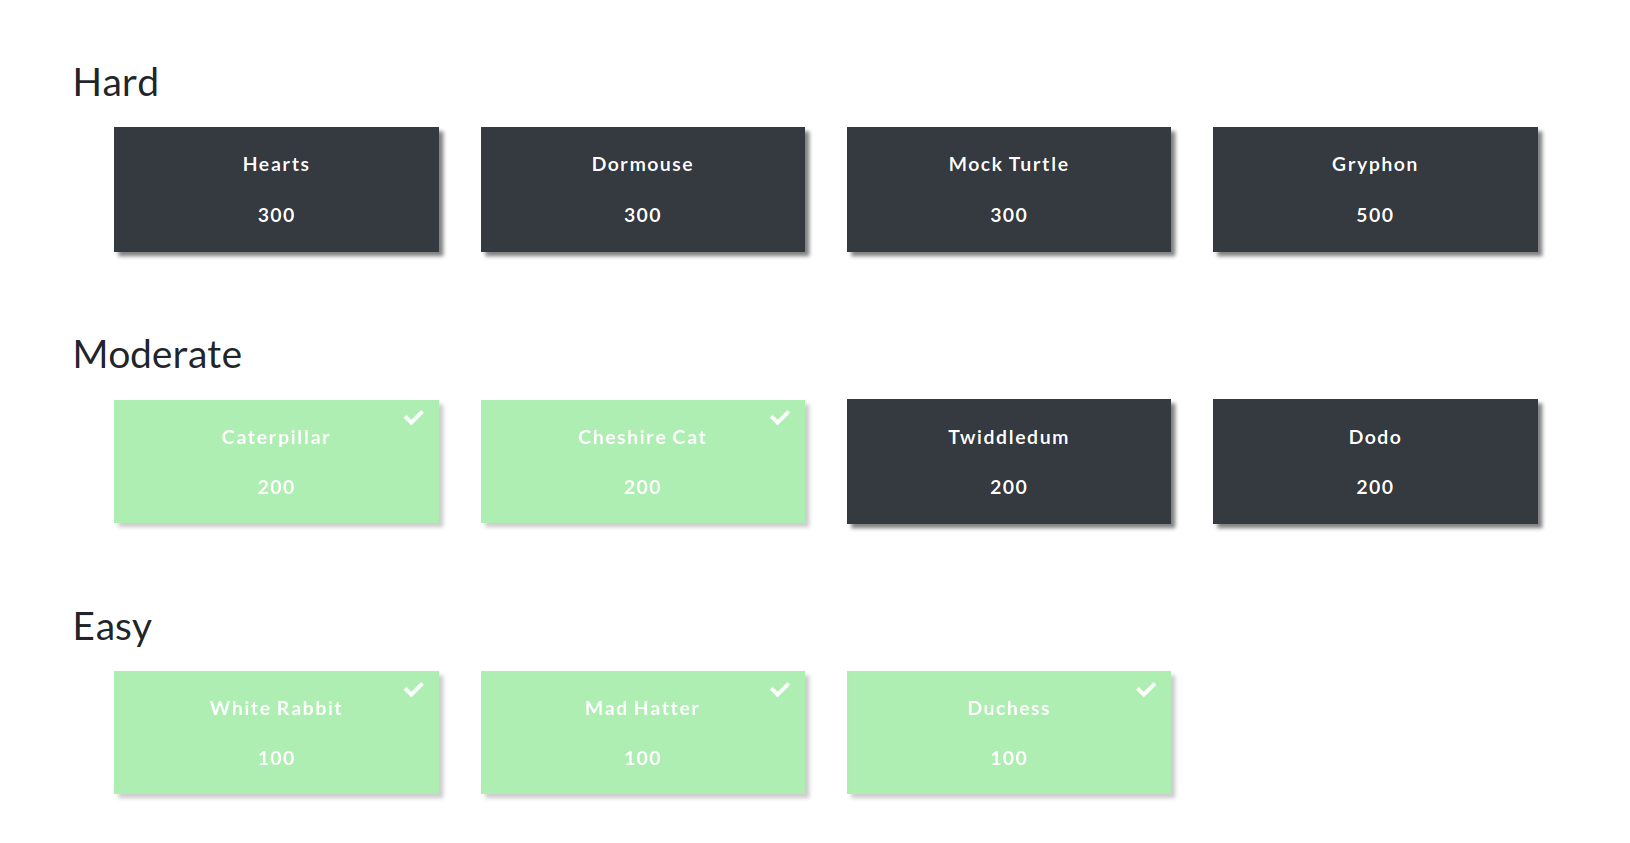 Hard
Hearts
300
Dormouse
300
Mock Turtle
300
Gryphon
500
Moderate
Caterpillar
200
Cheshire Cat
200
Twiddledum
200
Dodo
200
Easy
White Rabbit
100
Mad Hatter
100
Duchess
100